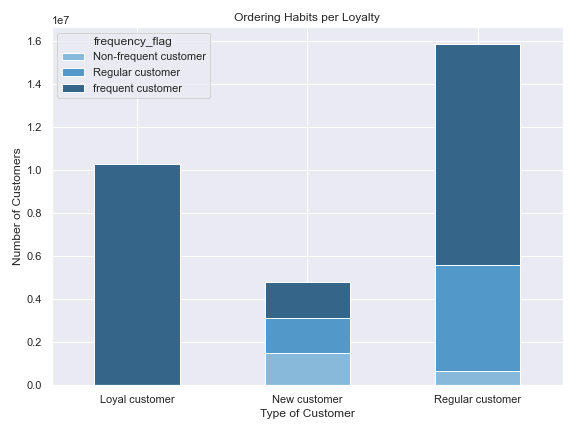 Ordering Habits per Loyalty
1e7
frequency_flag
Non-frequent customer
Regular customer
frequent customer
1.6
1.4
1.2
1.0
0.8
0.6
0.4
0.2
0.0
Number of Customers
Loyal customer
New customer
Regular customer
Type of Customer